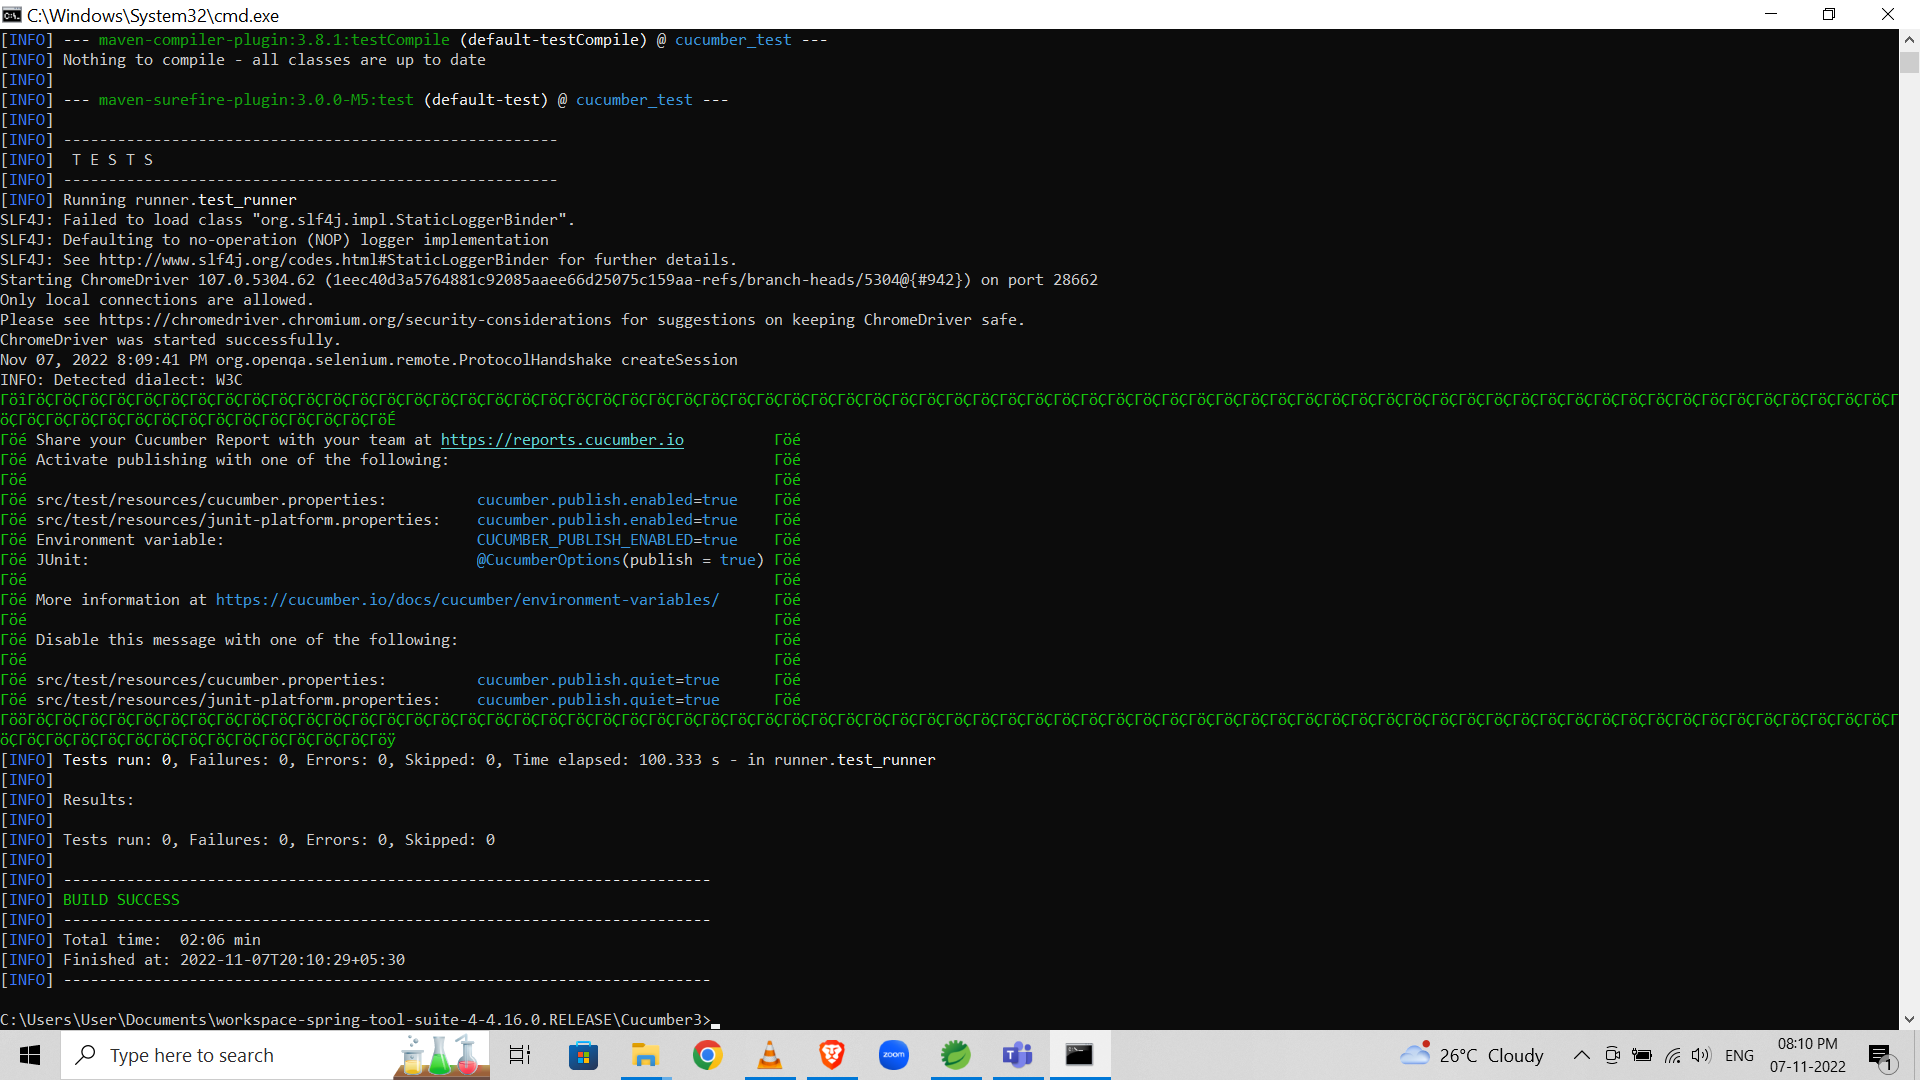 C:\Windows\System32\cmd.exe
[INFO] --- maven-compiler-plugin:3.8.1:testCompile (default-testCompile) @ cucumber_test ---
[INFO] Nothing to compile - all classes are up to date
[INFO]
[INFO] --- maven-surefire-plugin:3.0.0-M5:test (default-test) @ cucumber_test ---
[INFO]
[INFO] -------------------------------------------------------
[INFO]  T E S T S
[INFO] -------------------------------------------------------
[INFO] Running runner.test_runner
SLF4J: Failed to load class "org.slf4j.impl.StaticLoggerBinder".
SLF4J: Defaulting to no-operation (NOP) logger implementation
SLF4J: See http://www.slf4j.org/codes.html#StaticLoggerBinder for further details.
Starting ChromeDriver 107.0.5304.62 (1eec40d3a5764881c92085aaee66d25075c159aa-refs/branch-heads/5304@{#942}) on port 28662
Only local connections are allowed.
Please see https://chromedriver.chromium.org/security-considerations for suggestions on keeping ChromeDriver safe.
ChromeDriver was started successfully.
Nov 07, 2022 8:09:41 PM org.openqa.selenium.remote.ProtocolHandshake createSession
INFO: Detected dialect: W3C
Γöé Share your Cucumber Report with your team at https://reports.cucumber.io Γöé
Γöé Activate publishing with one of the following: Γöé
Γöé Γöé
Γöé src/test/resources/cucumber.properties: cucumber.publish.enabled=true Γöé
Γöé src/test/resources/junit-platform.properties: cucumber.publish.enabled=true Γöé
Γöé Environment variable: CUCUMBER_PUBLISH_ENABLED=true Γöé
Γöé JUnit: @CucumberOptions(publish = true) Γöé
Γöé Γöé
Γöé More information at https://cucumber.io/docs/cucumber/environment-variables/ Γöé
Γöé Γöé
Γöé Disable this message with one of the following: Γöé
Γöé Γöé
Γöé src/test/resources/cucumber.properties: cucumber.publish.quiet=true Γöé
Γöé src/test/resources/junit-platform.properties: cucumber.publish.quiet=true Γöé
[INFO] Tests run: 0, Failures: 0, Errors: 0, Skipped: 0, Time elapsed: 100.333 s - in runner.test_runner
[INFO]
[INFO] Results:
[INFO]
[INFO] Tests run: 0, Failures: 0, Errors: 0, Skipped: 0
[INFO]
[INFO] ------------------------------------------------------------------------
[INFO] BUILD SUCCESS
[INFO] ------------------------------------------------------------------------
[INFO] Total time:  02:06 min
[INFO] Finished at: 2022-11-07T20:10:29+05:30
[INFO] ------------------------------------------------------------------------
C:\Users\User\Documents\workspace-spring-tool-suite-4-4.16.0.RELEASE\Cucumber3>
Type here to search
zoom
26°C Cloudy
ENG
08:10 PM
07-11-2022
1